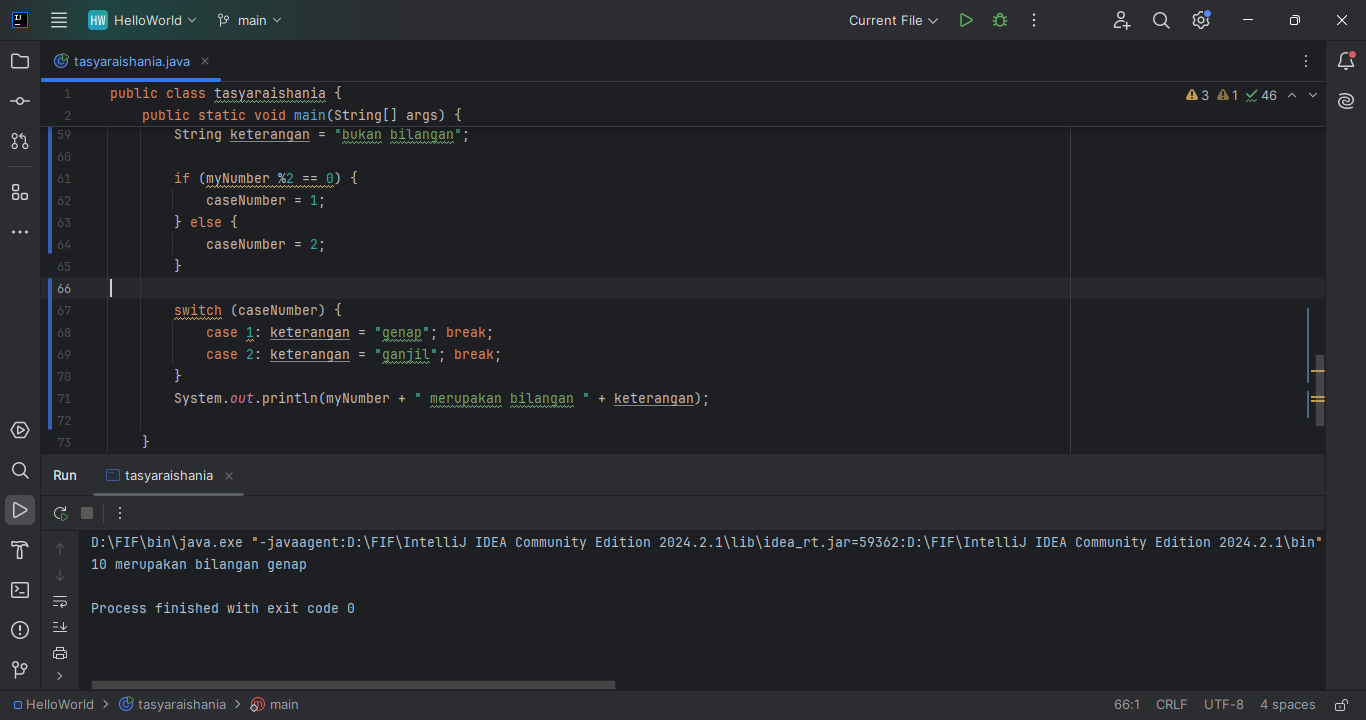 HW HelloWorld main Current File
tasyaraishania.java
1 public class tasyaraishania {
2 public static void main(String[] args) {
3 1 46
59 String keterangan = "bukan bilangan";
60
61 if (myNumber %2 == 0) {
62 caseNumber = 1;
63 } else {
64 caseNumber = 2;
65 }
66
67 switch (caseNumber) {
68 case 1: keterangan = "genap"; break;
69 case 2: keterangan = "ganjil"; break;
70 }
71 System.out.println(myNumber + " merupakan bilangan " + keterangan);
72
73 }
Run tasyaraishania
D:\FIF\bin\java.exe "-javaagent:D:\FIF\IntelliJ IDEA Community Edition 2024.2.1\lib\idea_rt.jar=59362:D:\FIF\IntelliJ IDEA Community Edition 2024.2.1\bin"
10 merupakan bilangan genap
Process finished with exit code 0
HelloWorld tasyaraishania main 66:1 CRLF UTF-8 4 spaces